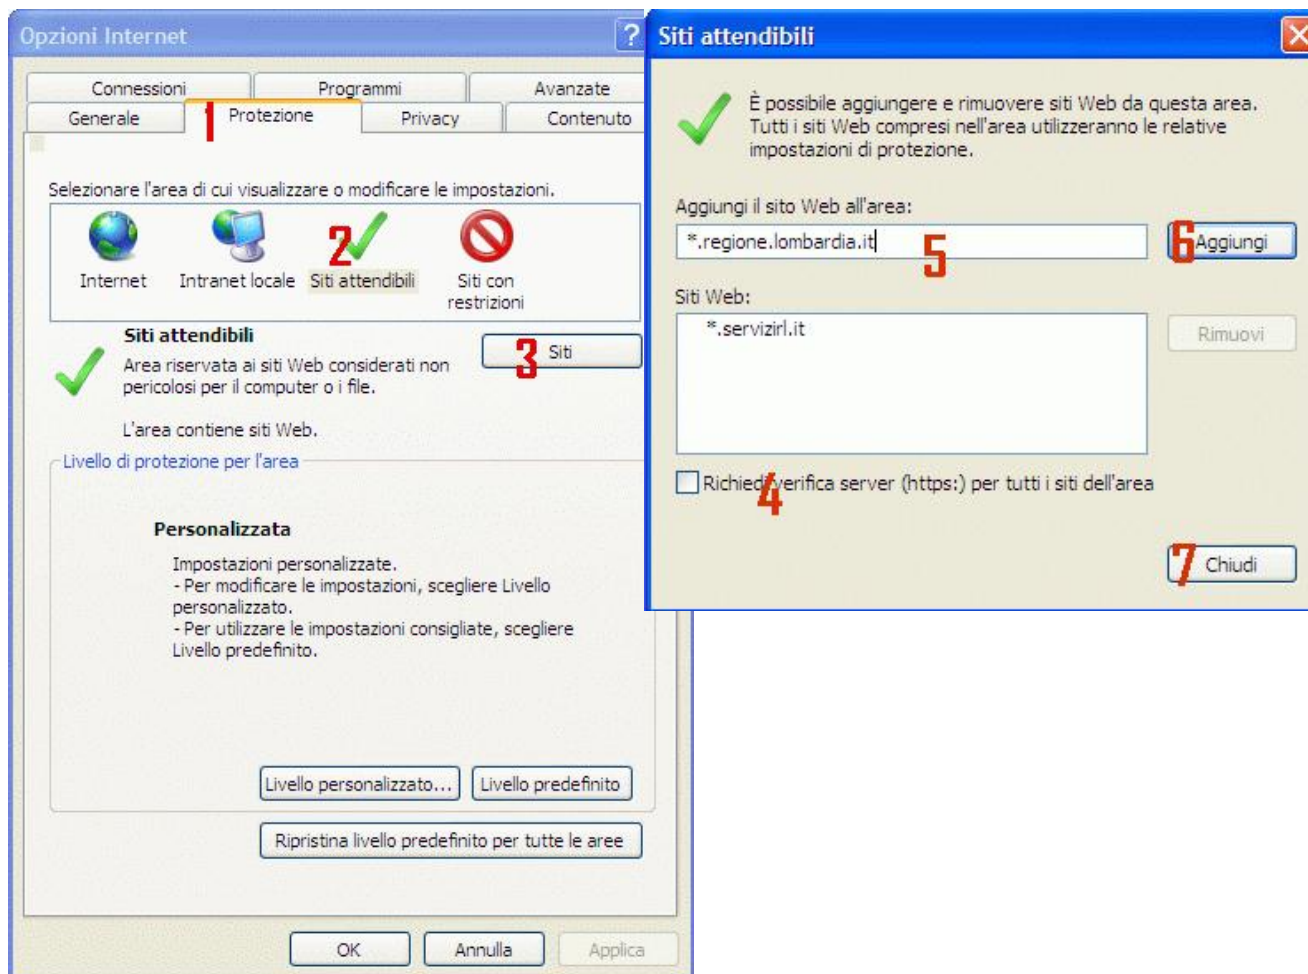 Opzioni Internet
?
Connessioni Programmi Avanzate
Generale 1 Protezione Privacy Contenuto
Selezionare l'area di cui visualizzare o modificare le impostazioni.
2
Internet Intranet locale Siti attendibili Siti con
restrizioni
Siti attendibili
Area riservata ai siti Web considerati non
pericolosi per il computer o i file.
3 Siti
L'area contiene siti Web.
Livello di protezione per l'area
Personalizzata
Impostazioni personalizzate.
- Per modificare le impostazioni, scegliere Livello
personalizzato.
- Per utilizzare le impostazioni consigliate, scegliere
Livello predefinito.
Livello personalizzato... Livello predefinito
Ripristina livello predefinito per tutte le aree
OK Annulla Applica
Siti attendibili
È possibile aggiungere e rimuovere siti Web da questa area.
Tutti i siti Web compresi nell'area utilizzeranno le relative
impostazioni di protezione.
Aggiungi il sito Web all'area:
*.regione.lombardia.it 5 6 Aggiungi
Siti Web:
*.servizirl.it
Rimuovi
Richiedi verifica server (https:) per tutti i siti dell'area
4
7 Chiudi